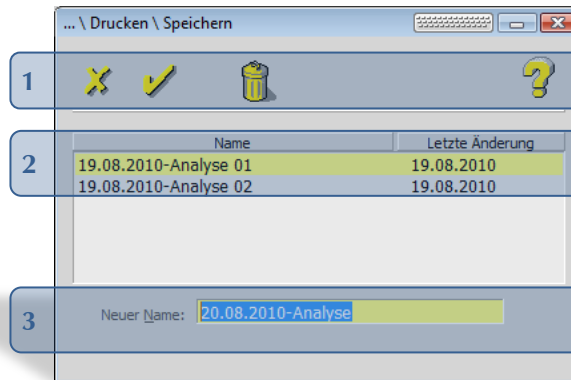 ... \ Drucken \ Speichern
1
2
Name Letzte Änderung
19.08.2010-Analyse 01 19.08.2010
19.08.2010-Analyse 02 19.08.2010
3
Neuer Name: 20.08.2010-Analyse